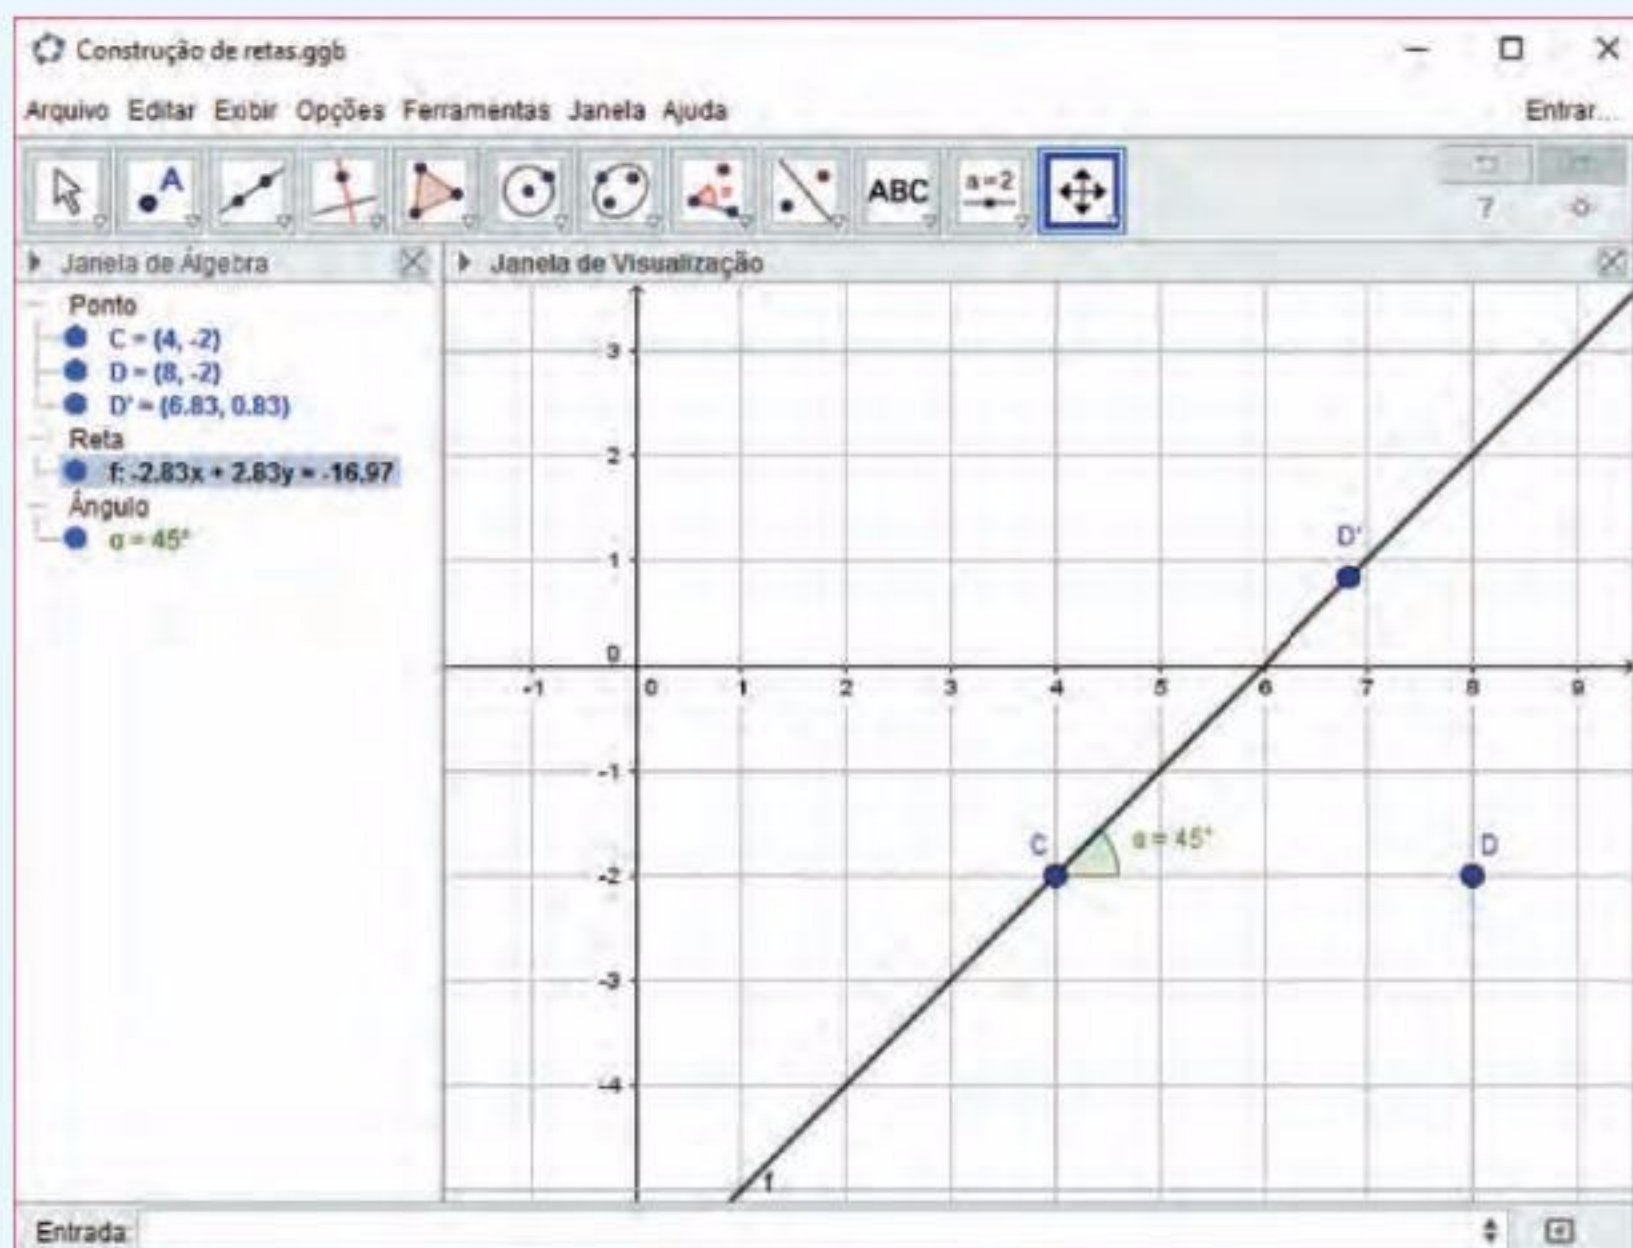 Construção de retas.ggb
Arquivo Editar Exibir Opções Ferramentas Janela Ajuda Entrar...
A
ABC
a=2
?
Janela de Álgebra
Janela de Visualização
Ponto
C = (4, -2)
D = (8, -2)
D' = (6.83, 0.83)
Reta
f: -2.83x + 2.83y = -16.97
Ângulo
α = 45°
3
2
1
0
-1 0 1 2 3 4 5 6 7 8 9
-1
-2
-3
-4
D'
C
α = 45°
D
f
Entrada: